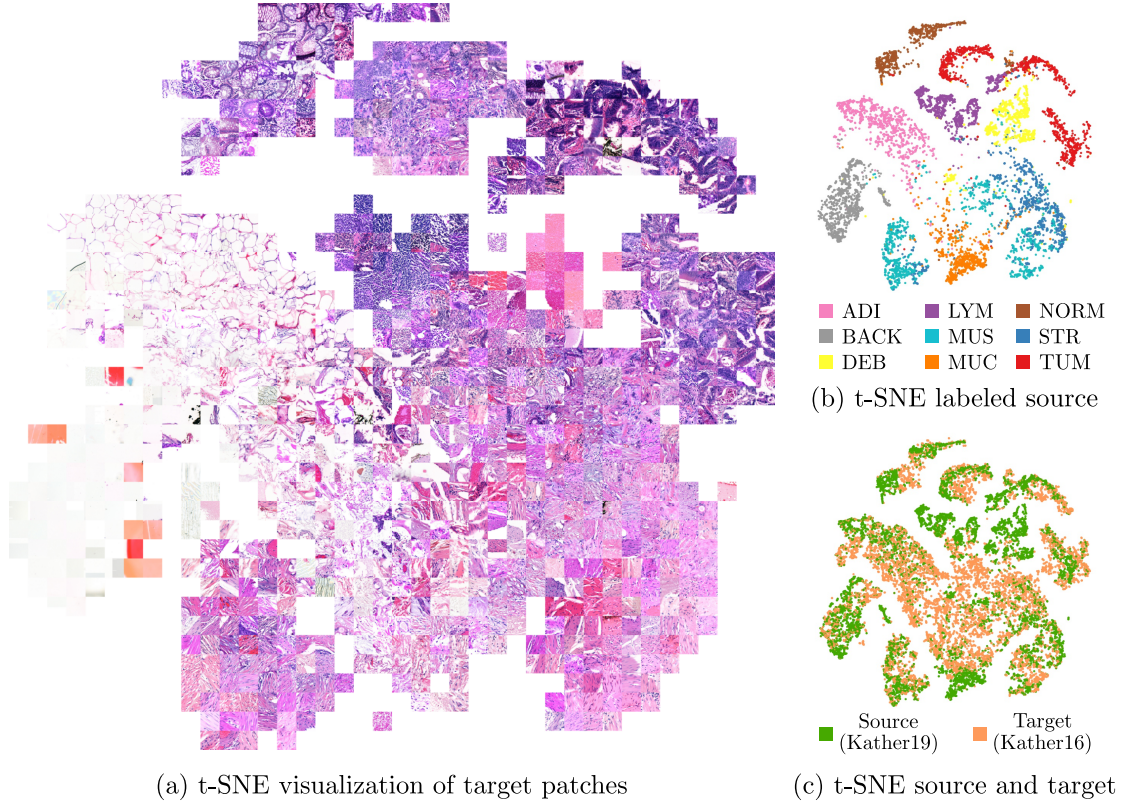 ADI
LYM
NORM
BACK
MUS
STR
DEB
MUC
TUM
(b) t-SNE labeled source
Source
(Kather19)
Target
(Kather16)
(a) t-SNE visualization of target patches
(c) t-SNE source and target